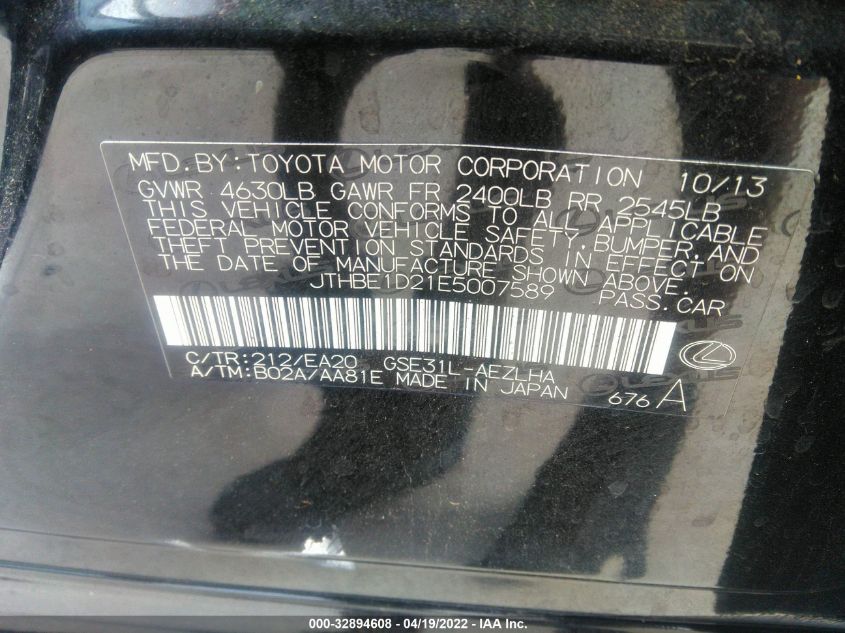 MFD.BY:TOYOTA MOTOR CORPORATION 10/13
GVWR 4630LB GAWR FR 2400LB RR 2545LB
THIS VEHICLE CONFORMS TO ALL APPLICABLE
FEDERAL MOTOR VEHICLE SAFETY,BUMPER,AND
THEFT PREVENTION STANDARDS IN EFFECT ON
THE DATE OF MANUFACTURE SHOWN ABOVE.
JTHBE1D21E5007589 PASS.CAR
C/TR:212/EA20 GSE31L-AEZLHA
A/TM:B02A/AA81E MADE IN JAPAN
676 A
000-32894608 - 04/19/2022 - IAA Inc.